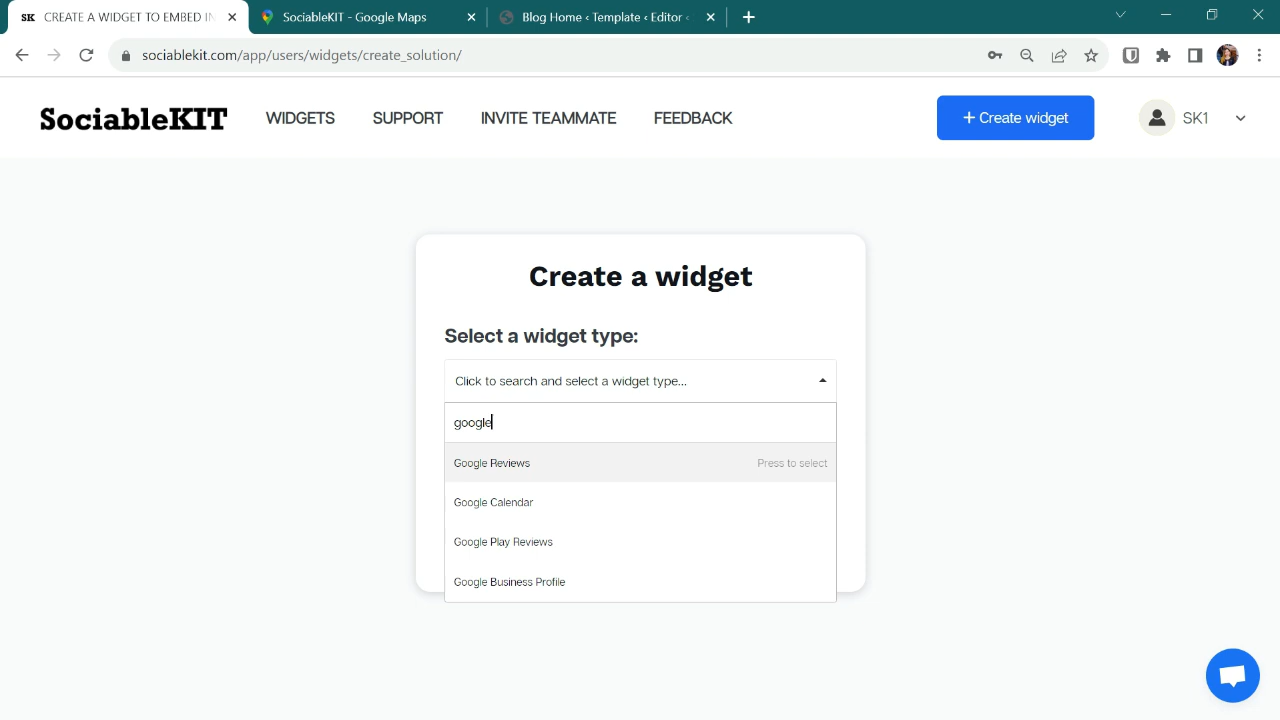 SK CREATE A WIDGET TO EMBED IN
SociableKIT - Google Maps
Blog Home ‹ Template ‹ Editor ‹
sociablekit.com/app/users/widgets/create_solution/
SociableKIT
WIDGETS
SUPPORT
INVITE TEAMMATE
FEEDBACK
+ Create widget
SK1
Create a widget
Select a widget type:
Click to search and select a widget type...
google
Google Reviews
Press to select
Google Calendar
Google Play Reviews
Google Business Profile